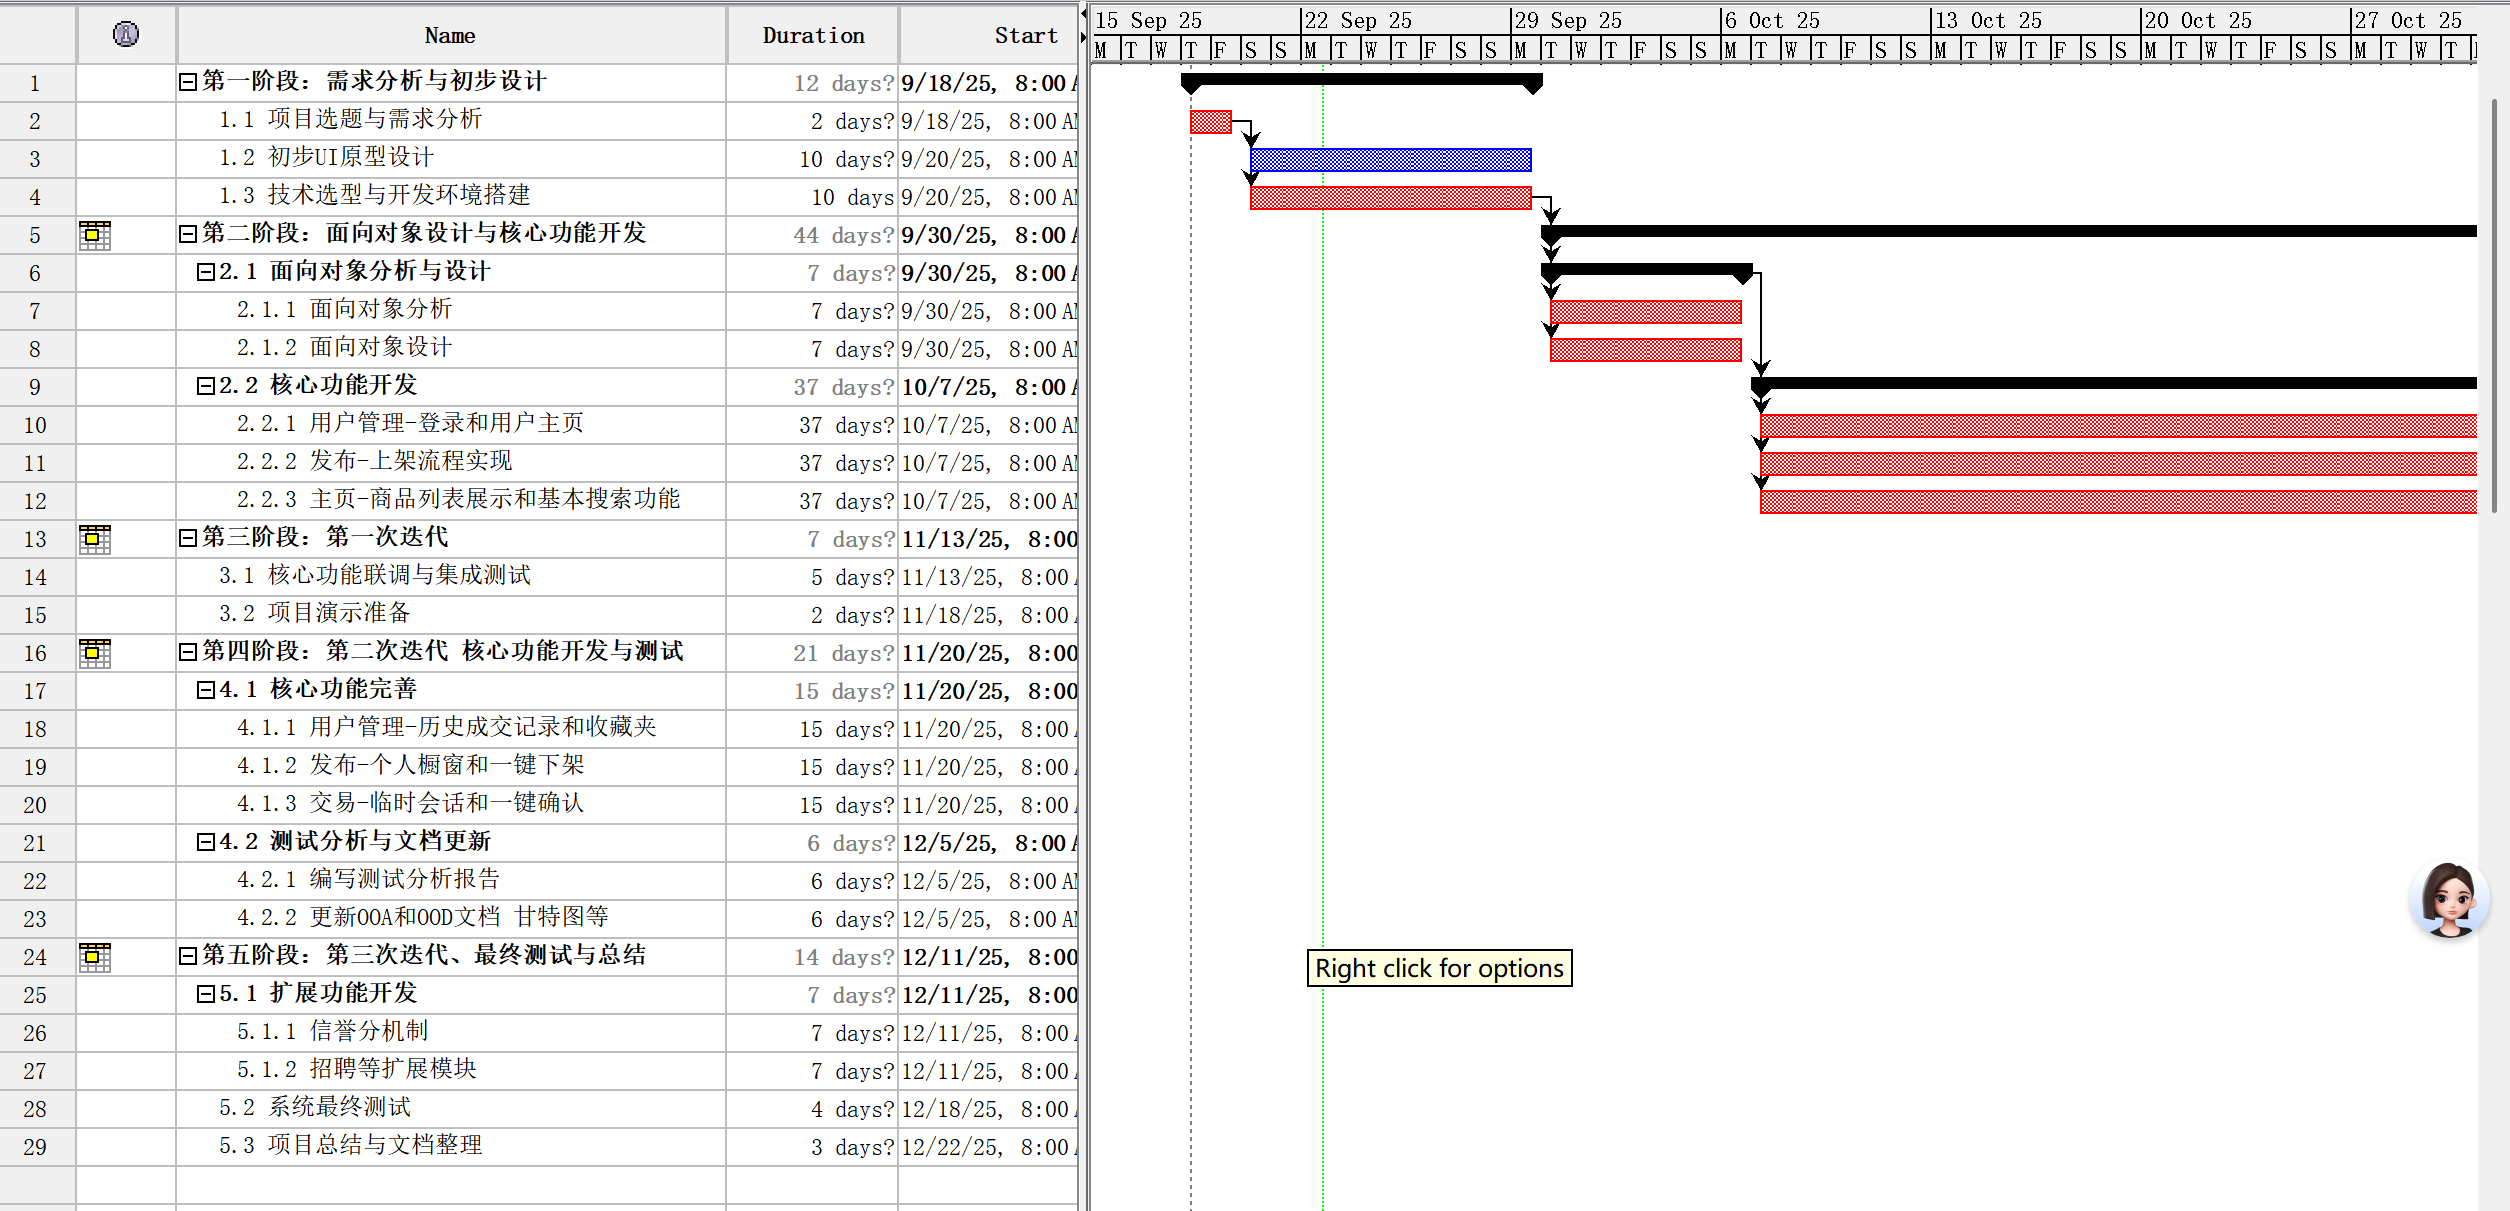 Name Duration Start
15 Sep 25 22 Sep 25 29 Sep 25 6 Oct 25 13 Oct 25 20 Oct 25 27 Oct 25
M T W T F S S M T W T F S S M T W T F S S M T W T F S S M T W T F S S M T W T F S S M T W T
1 第一阶段：需求分析与初步设计 12 days? 9/18/25, 8:00
2 1.1 项目选题与需求分析 2 days? 9/18/25, 8:00 AM
3 1.2 初步UI原型设计 10 days? 9/20/25, 8:00 AM
4 1.3 技术选型与开发环境搭建 10 days 9/20/25, 8:00 AM
5 第二阶段：面向对象设计与核心功能开发 44 days? 9/30/25, 8:00
6 2.1 面向对象分析与设计 7 days? 9/30/25, 8:00
7 2.1.1 面向对象分析 7 days? 9/30/25, 8:00 AM
8 2.1.2 面向对象设计 7 days? 9/30/25, 8:00 AM
9 2.2 核心功能开发 37 days? 10/7/25, 8:00
10 2.2.1 用户管理-登录和用户主页 37 days? 10/7/25, 8:00 AM
11 2.2.2 发布-上架流程实现 37 days? 10/7/25, 8:00 AM
12 2.2.3 主页-商品列表展示和基本搜索功能 37 days? 10/7/25, 8:00 AM
13 第三阶段：第一次迭代 7 days? 11/13/25, 8:00
14 3.1 核心功能联调与集成测试 5 days? 11/13/25, 8:00
15 3.2 项目演示准备 2 days? 11/18/25, 8:00
16 第四阶段：第二次迭代 核心功能开发与测试 21 days? 11/20/25, 8:00
17 4.1 核心功能完善 15 days? 11/20/25, 8:00
18 4.1.1 用户管理-历史成交记录和收藏夹 15 days? 11/20/25, 8:00
19 4.1.2 发布-个人橱窗和一键下架 15 days? 11/20/25, 8:00
20 4.1.3 交易-临时会话和一键确认 15 days? 11/20/25, 8:00
21 4.2 测试分析与文档更新 6 days? 12/5/25, 8:00
22 4.2.1 编写测试分析报告 6 days? 12/5/25, 8:00 AM
23 4.2.2 更新OOA和OOD文档 甘特图等 6 days? 12/5/25, 8:00 AM
24 第五阶段：第三次迭代、最终测试与总结 14 days? 12/11/25, 8:00
25 5.1 扩展功能开发 7 days? 12/11/25, 8:00
26 5.1.1 信誉分机制 7 days? 12/11/25, 8:00
27 5.1.2 招聘等扩展模块 7 days? 12/11/25, 8:00
28 5.2 系统最终测试 4 days? 12/18/25, 8:00
29 5.3 项目总结与文档整理 3 days? 12/22/25, 8:00
Right click for options